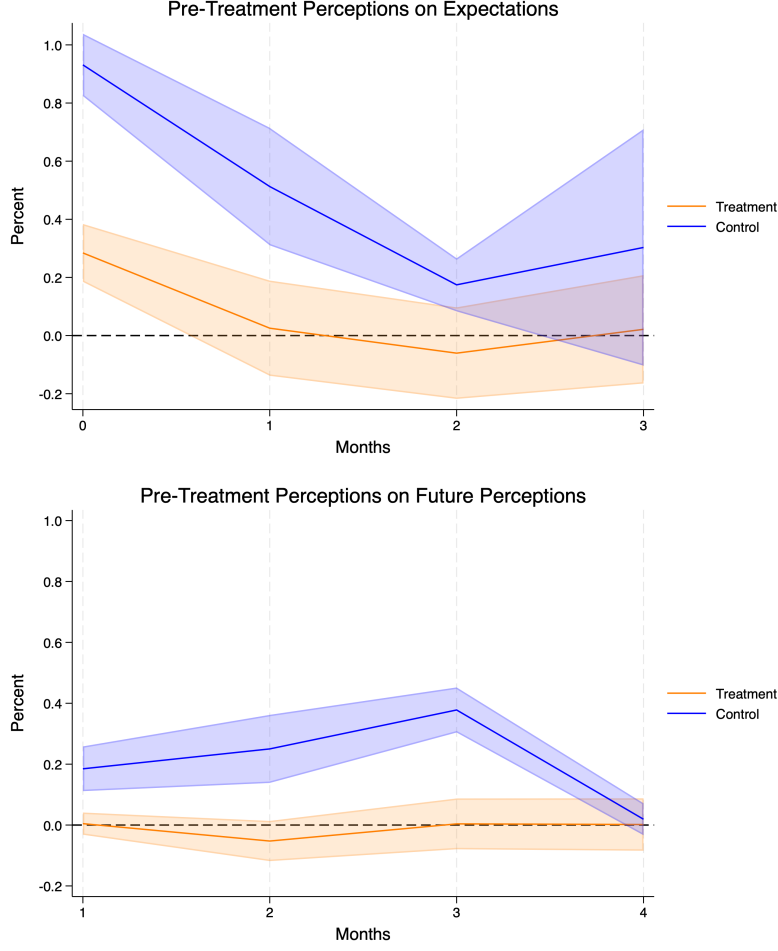 Pre-Treatment Perceptions on Expectations
1.0
0.8
0.6
0.4
0.2
0.0
-0.2
Percent
0 1 2 3
Months
Treatment
Control
Pre-Treatment Perceptions on Future Perceptions
1.0
0.8
0.6
0.4
0.2
0.0
-0.2
Percent
1 2 3 4
Months
Treatment
Control